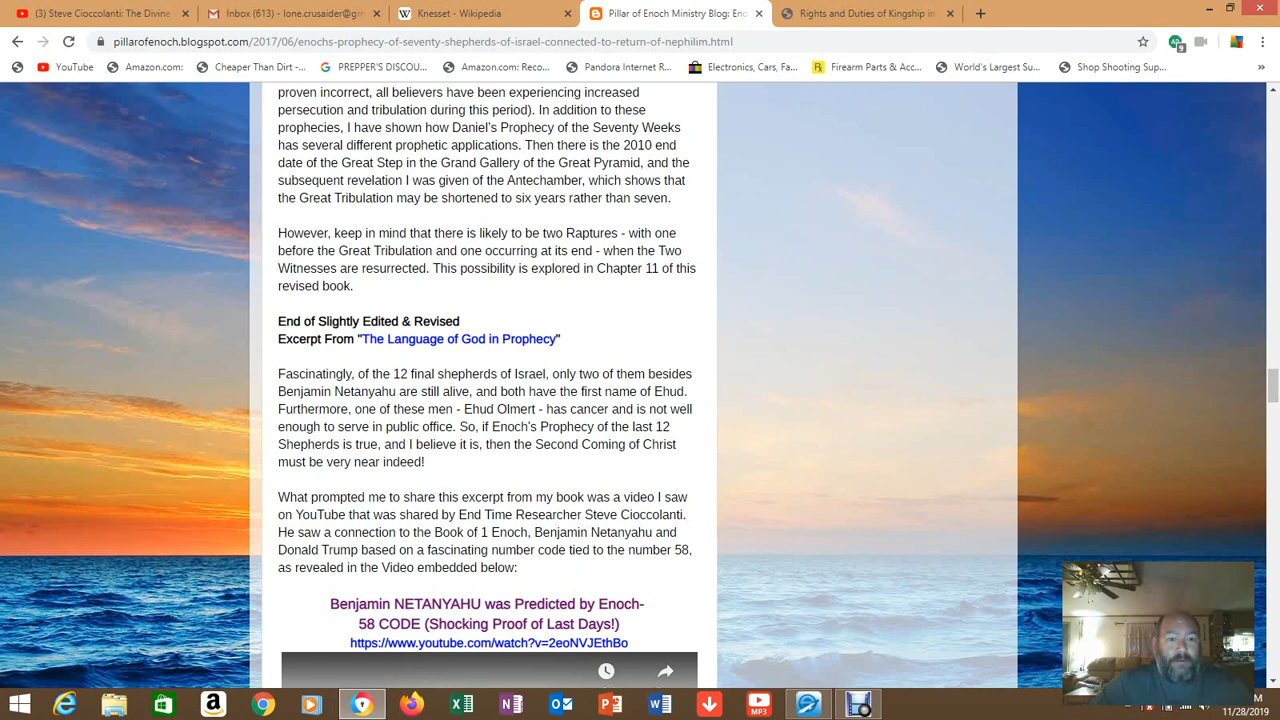 (3) Steve Cioccolanti: The Divine
Inbox (613) - lone.crusaider@gm
Knesset - Wikipedia
Pillar of Enoch Ministry Blog: Eno
Rights and Duties of Kingship in
pillarofenoch.blogspot.com/2017/06/enochs-prophecy-of-seventy-shepherds-of-israel-connected-to-return-of-nephilim.html
9
YouTube
Amazon.com:
Cheaper Than Dirt -...
PREPPER'S DISCOU...
Amazon.com: Reco...
Pandora Internet R...
Electronics, Cars, Fa...
Firearm Parts & Acc...
World's Largest Su...
Shop Shooting Sup...
proven incorrect, all believers have been experiencing increased
persecution and tribulation during this period). In addition to these
prophecies, I have shown how Daniel's Prophecy of the Seventy Weeks
has several different prophetic applications. Then there is the 2010 end
date of the Great Step in the Grand Gallery of the Great Pyramid, and the
subsequent revelation I was given of the Antechamber, which shows that
the Great Tribulation may be shortened to six years rather than seven.
However, keep in mind that there is likely to be two Raptures - with one
before the Great Tribulation and one occurring at its end - when the Two
Witnesses are resurrected. This possibility is explored in Chapter 11 of this
revised book.
End of Slightly Edited & Revised
Excerpt From "The Language of God in Prophecy"
Fascinatingly, of the 12 final shepherds of Israel, only two of them besides
Benjamin Netanyahu are still alive, and both have the first name of Ehud.
Furthermore, one of these men - Ehud Olmert - has cancer and is not well
enough to serve in public office. So, if Enoch's Prophecy of the last 12
Shepherds is true, and I believe it is, then the Second Coming of Christ
must be very near indeed!
What prompted me to share this excerpt from my book was a video I saw
on YouTube that was shared by End Time Researcher Steve Cioccolanti.
He saw a connection to the Book of 1 Enoch, Benjamin Netanyahu and
Donald Trump based on a fascinating number code tied to the number 58,
as revealed in the Video embedded below:
Benjamin NETANYAHU was Predicted by Enoch-
58 CODE (Shocking Proof of Last Days!)
https://www.youtube.com/watch?v=2eoNVJEthBo
MP3
11/28/2019